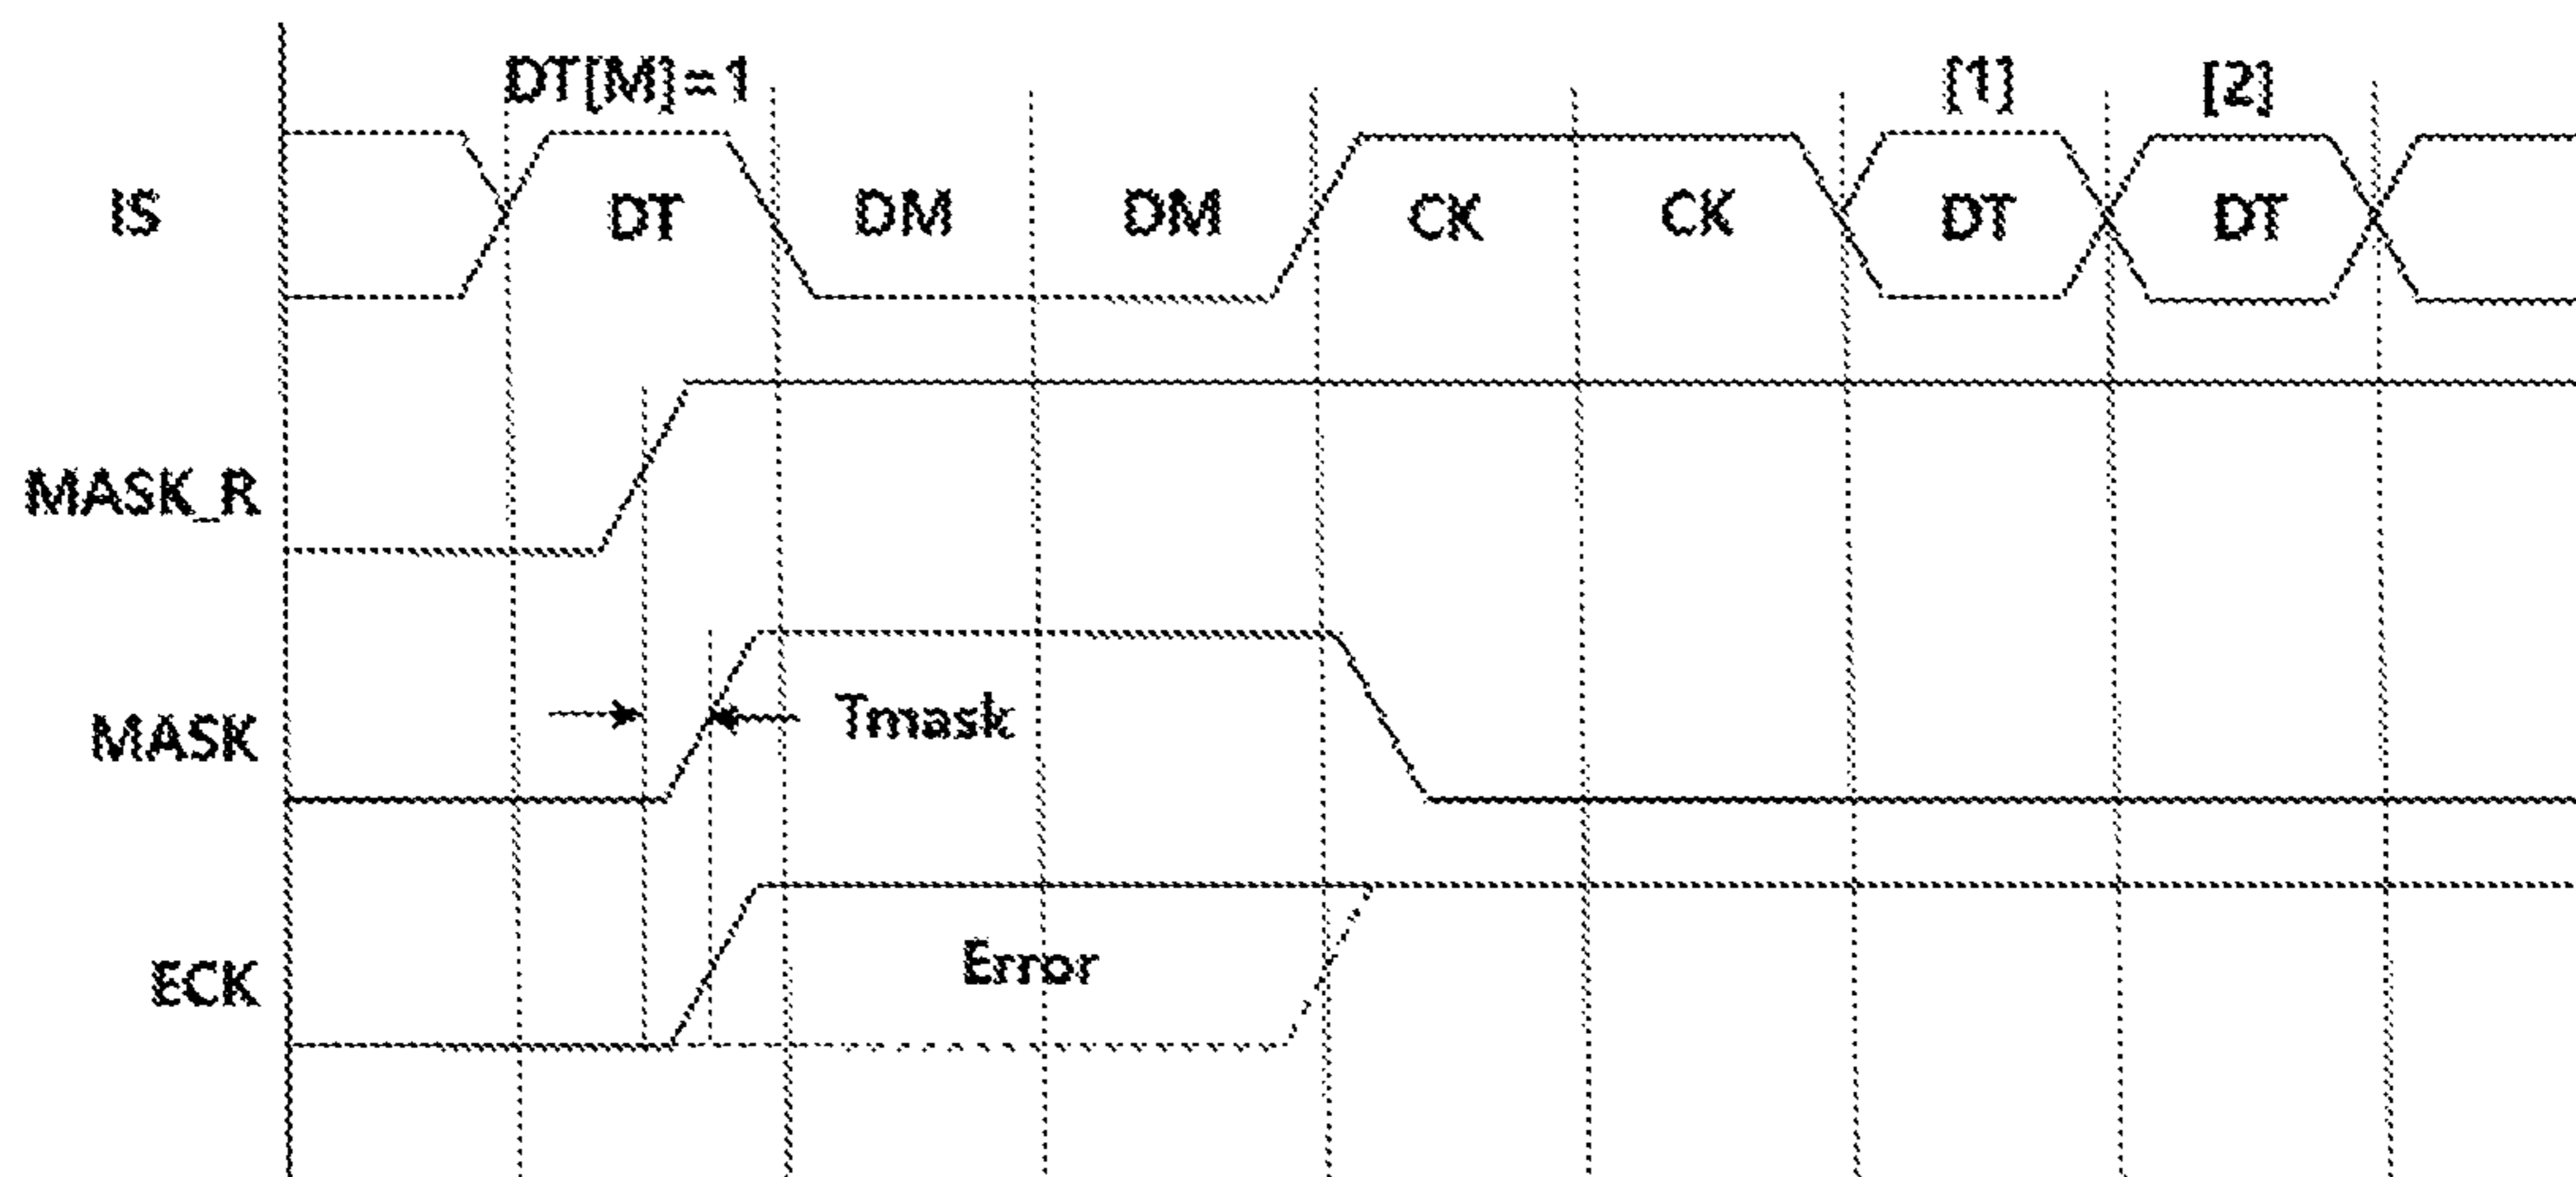 DT[M]=1 [1] [2]
IS DT DM DM CK CK DT DT
MASK_R
MASK Tmask
ECK Error